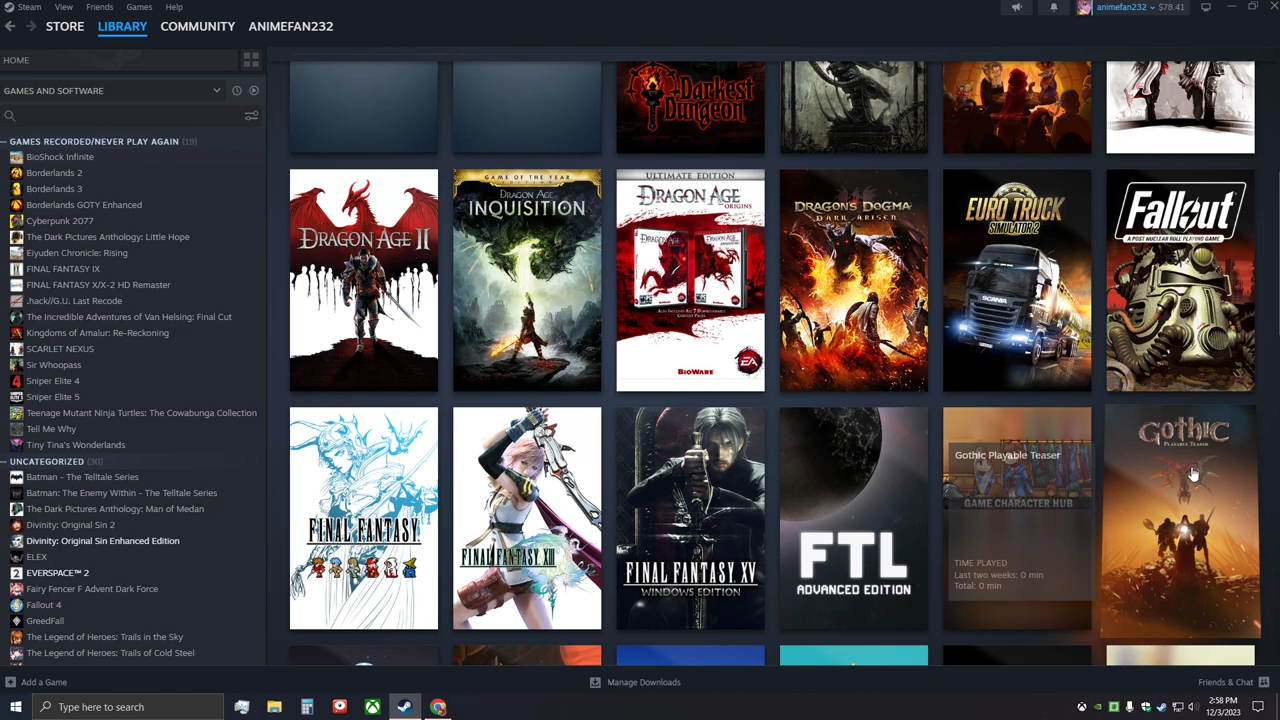 Steam View Friends Games Help
animefan232 $78.41
STORE LIBRARY COMMUNITY ANIMEFAN232
HOME
GAMES AND SOFTWARE
GAMES RECORDED/NEVER PLAY AGAIN (19)
BioShock Infinite
Borderlands 2
Borderlands 3
Borderlands GOTY Enhanced
Cyberpunk 2077
The Dark Pictures Anthology: Little Hope
Elyuden Chronicle: Rising
FINAL FANTASY IX
FINAL FANTASY X/X-2 HD Remaster
.hack//G.U. Last Recode
The Incredible Adventures of Van Helsing: Final Cut
Kingdoms of Amalur: Re-Reckoning
SCARLET NEXUS
Sir Whoopass
Sniper Elite 4
Sniper Elite 5
Teenage Mutant Ninja Turtles: The Cowabunga Collection
Tell Me Why
Tiny Tina's Wonderlands
UNCATEGORIZED (30)
Batman - The Telltale Series
Batman: The Enemy Within - The Telltale Series
The Dark Pictures Anthology: Man of Medan
Divinity: Original Sin 2
Divinity: Original Sin Enhanced Edition
ELEX
EVERSPACE™ 2
Fairy Fencer F Advent Dark Force
Fallout 4
GreedFall
The Legend of Heroes: Trails in the Sky
The Legend of Heroes: Trails of Cold Steel
Darkest
Dungeon
DRAGON AGE II
GAME OF THE YEAR
DRAGON AGE
INQUISITION
ULTIMATE EDITION
DRAGON AGE
ORIGINS
ALSO INCLUDES ALL 7 DOWNLOADABLE
CONTENT PACKS
BIOWARE
EA
DRAGON'S DOGMA
DARK ARISEN
EURO TRUCK
SIMULATOR 2
SCANIA
Fallout
A POST NUCLEAR ROLE PLAYING GAME
FINAL FANTASY
FINAL FANTASY XIII
FINAL FANTASY XV
WINDOWS EDITION
FTL
ADVANCED EDITION
Gothic Playable Teaser
GAME CHARACTER HUB
TIME PLAYED
Last two weeks: 0 min
Total: 0 min
GOTHIC
PLAYABLE TEASER
Add a Game
Manage Downloads
Friends & Chat
Type here to search
2:58 PM
12/3/2023